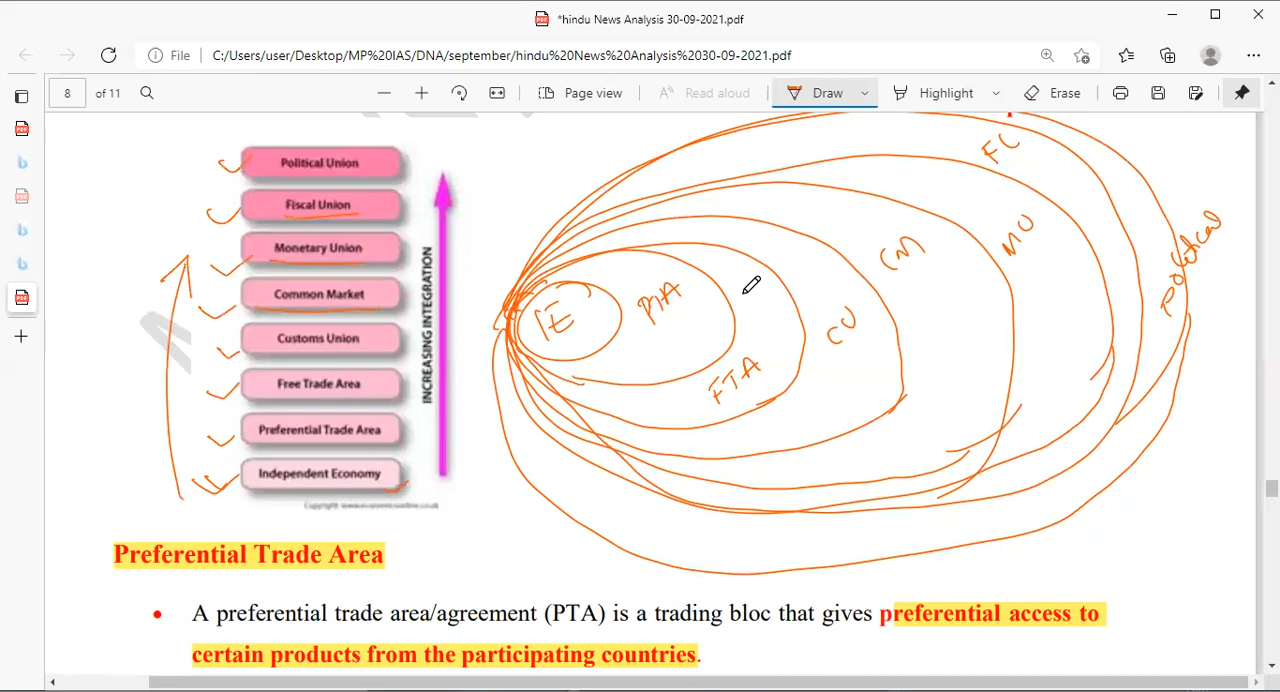 *hindu News Analysis 30-09-2021.pdf
File C:/Users/user/Desktop/MP%20IAS/DNA/september/hindu%20News%20Analysis%2030-09-2021.pdf
8 of 11 Page view Read aloud Draw Highlight Erase
Political Union
Fiscal Union
Monetary Union
Common Market
Customs Union
Free Trade Area
Preferential Trade Area
Independent Economy
INCREASING INTEGRATION
IE
PTA
FTA
CU
CM
MU
FU
Political
Preferential Trade Area
• A preferential trade area/agreement (PTA) is a trading bloc that gives preferential access to
certain products from the participating countries.